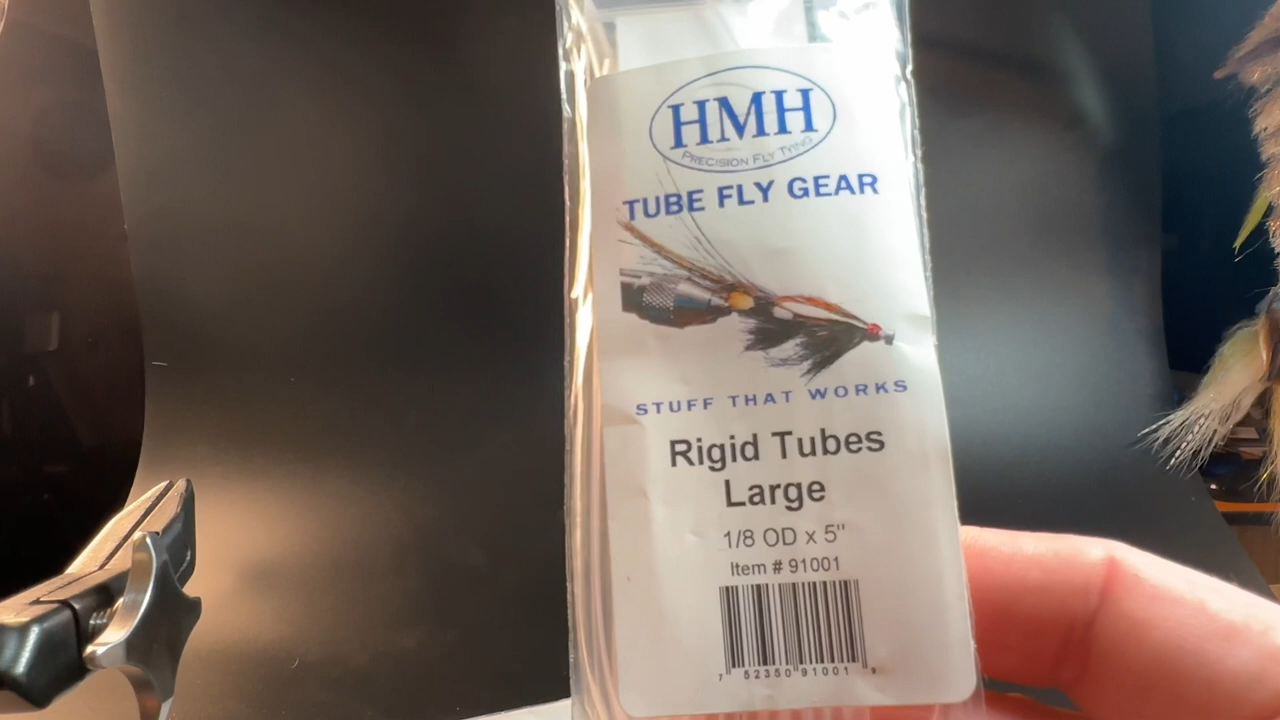 HMH
PRECISION FLY TYING
TUBE FLY GEAR
STUFF THAT WORKS
Rigid Tubes
Large
1/8 OD x 5"
Item # 91001
7 52350 91001 9